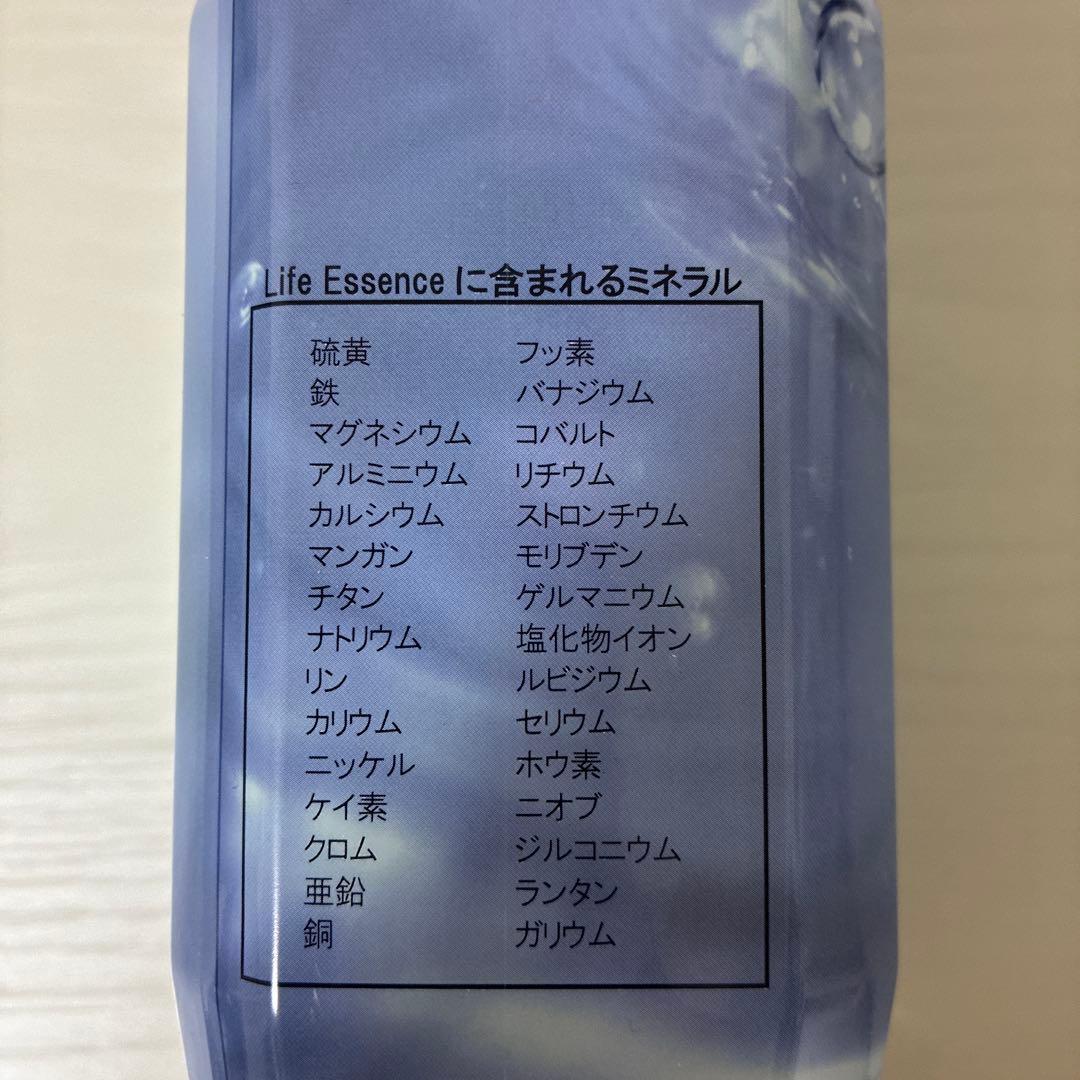 Life Essence に含まれるミネラル
硫黄 フッ素
鉄 バナジウム
マグネシウム コバルト
アルミニウム リチウム
カルシウム ストロンチウム
マンガン モリブデン
チタン ゲルマニウム
ナトリウム 塩化物イオン
リン ルビジウム
カリウム セリウム
ニッケル ホウ素
ケイ素 ニオブ
クロム ジルコニウム
亜鉛 ランタン
銅 ガリウム